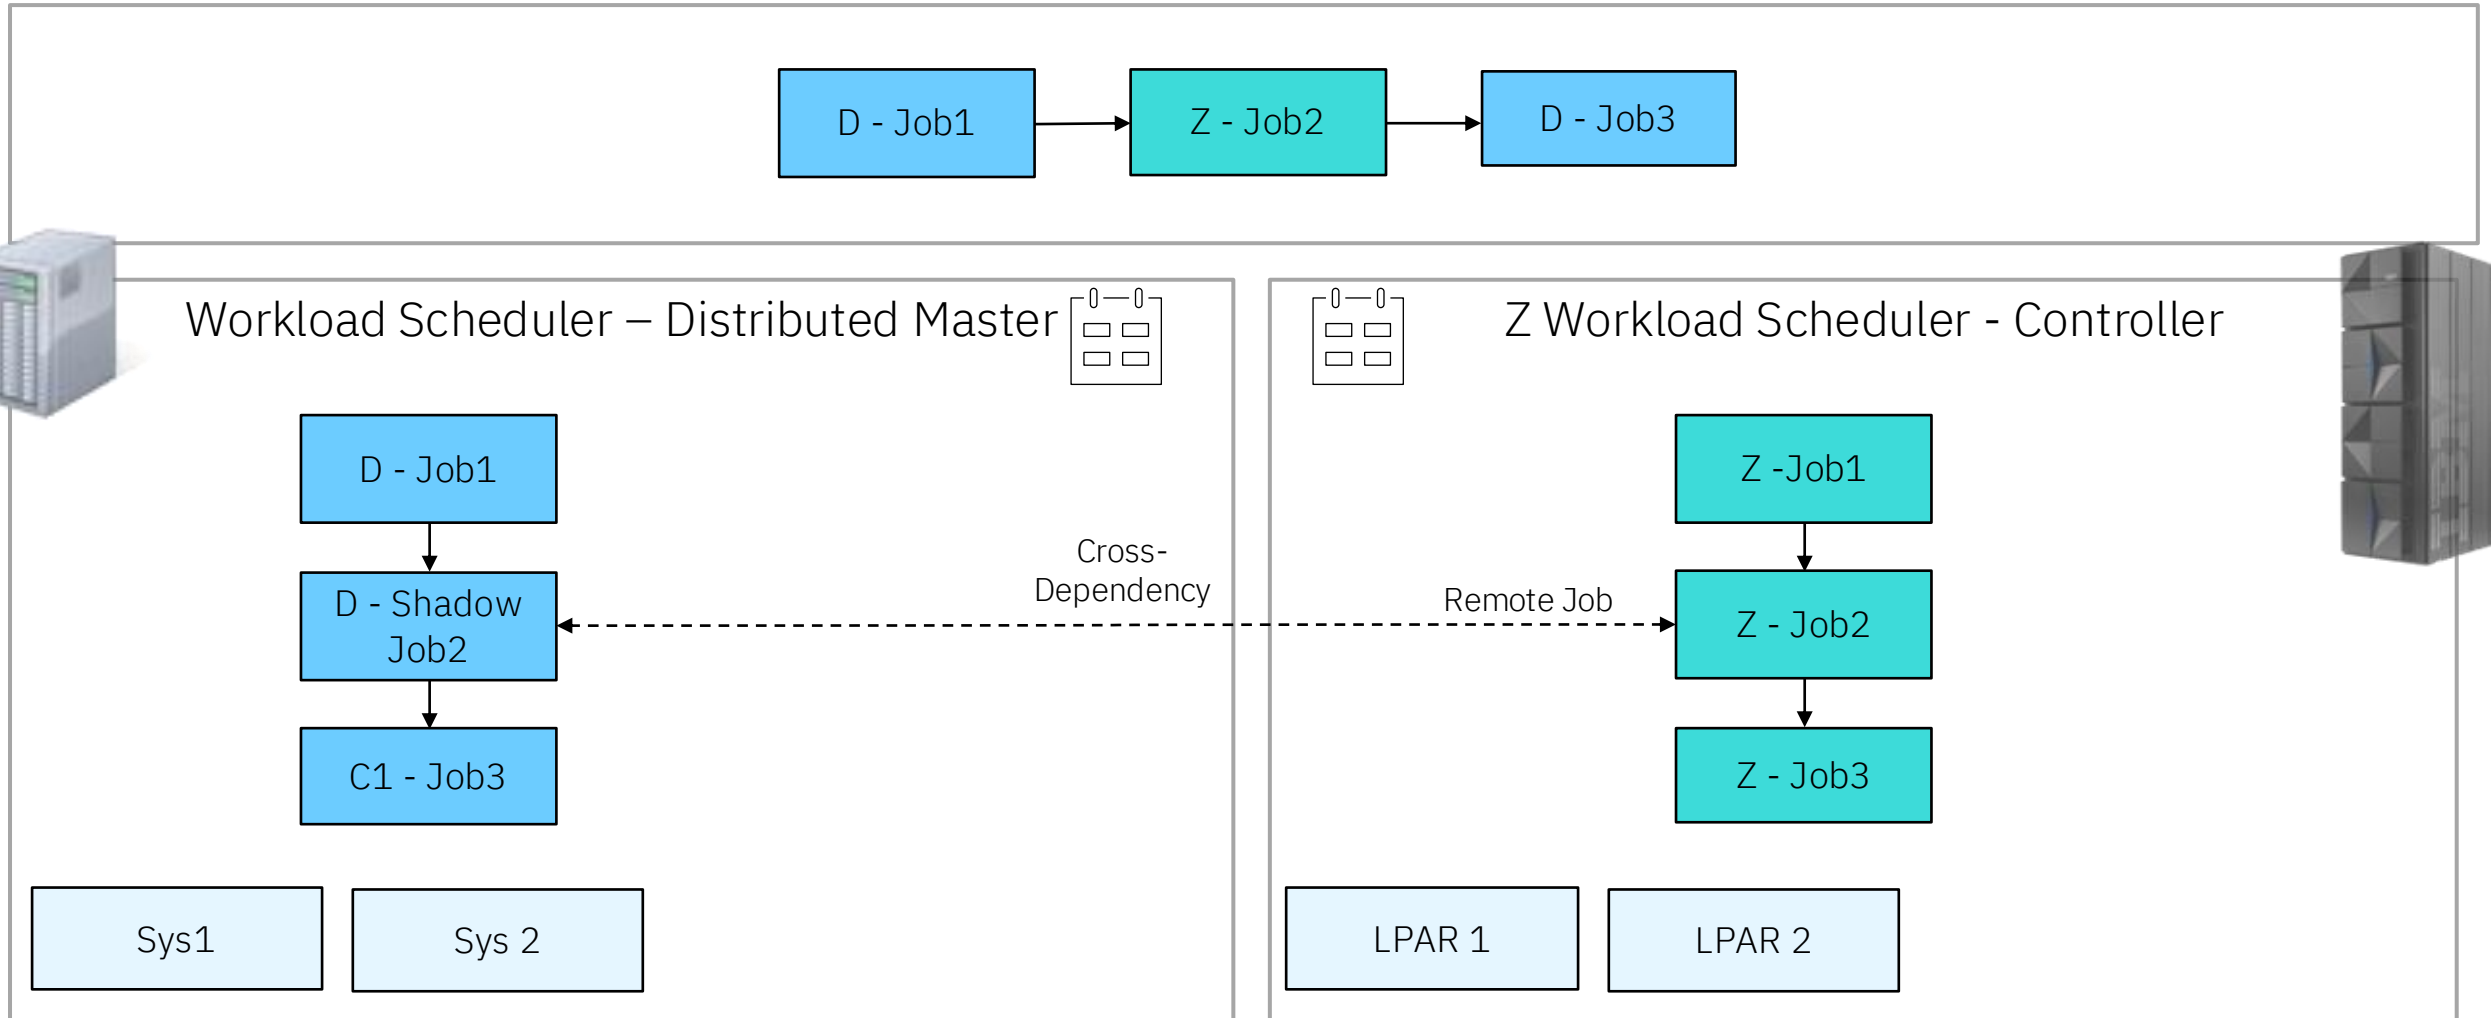 D - Job1
Z - Job2
D - Job3
Workload Scheduler – Distributed Master
D - Job1
D - Shadow
Job2
C1 - Job3
Cross-
Dependency
Sys1
Sys 2
Z Workload Scheduler - Controller
Z -Job1
Remote Job
Z - Job2
Z - Job3
LPAR 1
LPAR 2